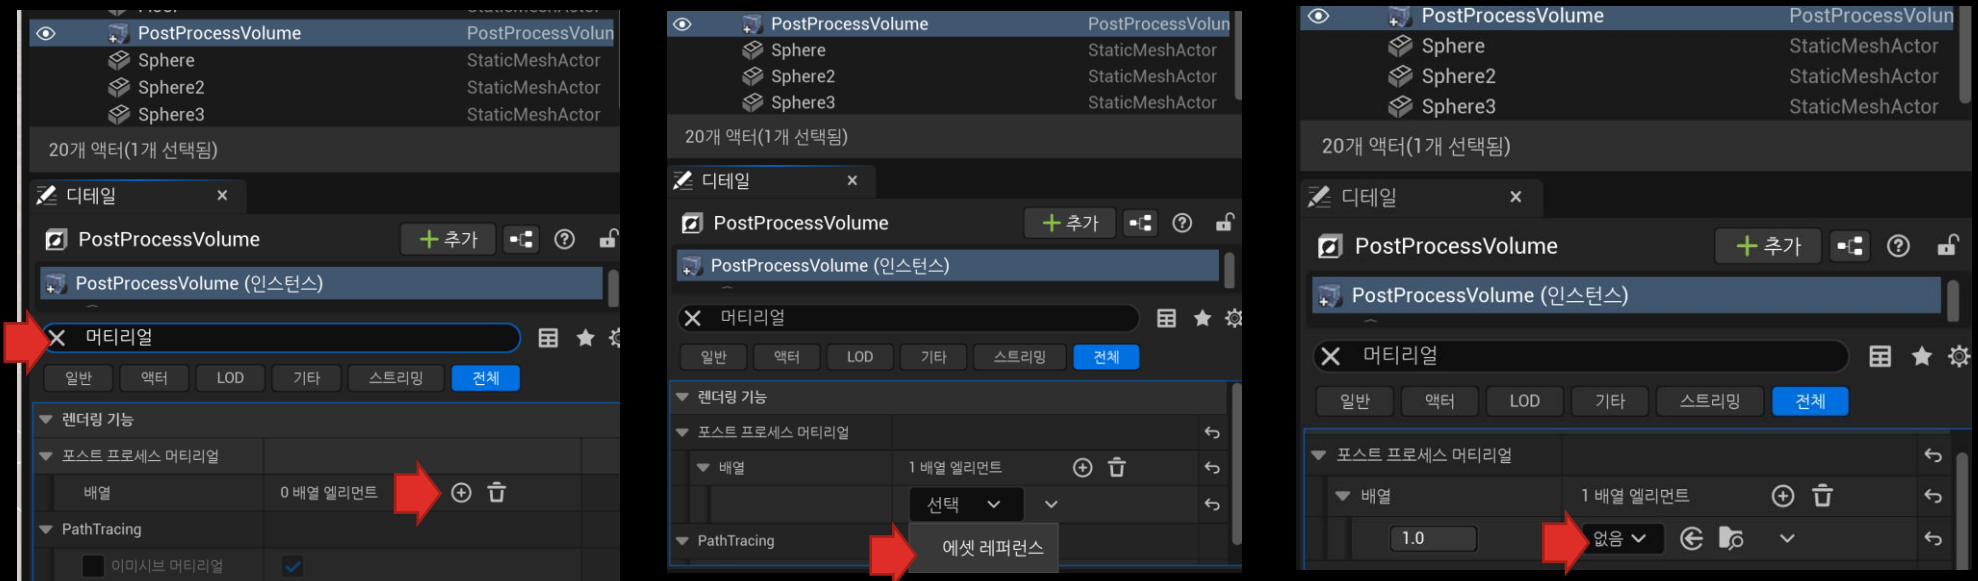 PostProcessVolume PostProcessVolun
Sphere StaticMeshActor
Sphere2 StaticMeshActor
Sphere3 StaticMeshActor
20개 액터(1개 선택됨)
디테일
PostProcessVolume 추가
PostProcessVolume (인스턴스)
머티리얼
일반 액터 LOD 기타 스트리밍 전체
렌더링 기능
포스트 프로세스 머티리얼
배열 0 배열 엘리먼트
PathTracing
이미시브 머티리얼
PostProcessVolume PostProcessVolun
Sphere StaticMeshActor
Sphere2 StaticMeshActor
Sphere3 StaticMeshActor
20개 액터(1개 선택됨)
디테일
PostProcessVolume 추가
PostProcessVolume (인스턴스)
머티리얼
일반 액터 LOD 기타 스트리밍 전체
렌더링 기능
포스트 프로세스 머티리얼
배열 1 배열 엘리먼트
선택
PathTracing 에셋 레퍼런스
PostProcessVolume PostProcessVolun
Sphere StaticMeshActor
Sphere2 StaticMeshActor
Sphere3 StaticMeshActor
20개 액터(1개 선택됨)
디테일
PostProcessVolume 추가
PostProcessVolume (인스턴스)
머티리얼
일반 액터 LOD 기타 스트리밍 전체
포스트 프로세스 머티리얼
배열 1 배열 엘리먼트
1.0 없음